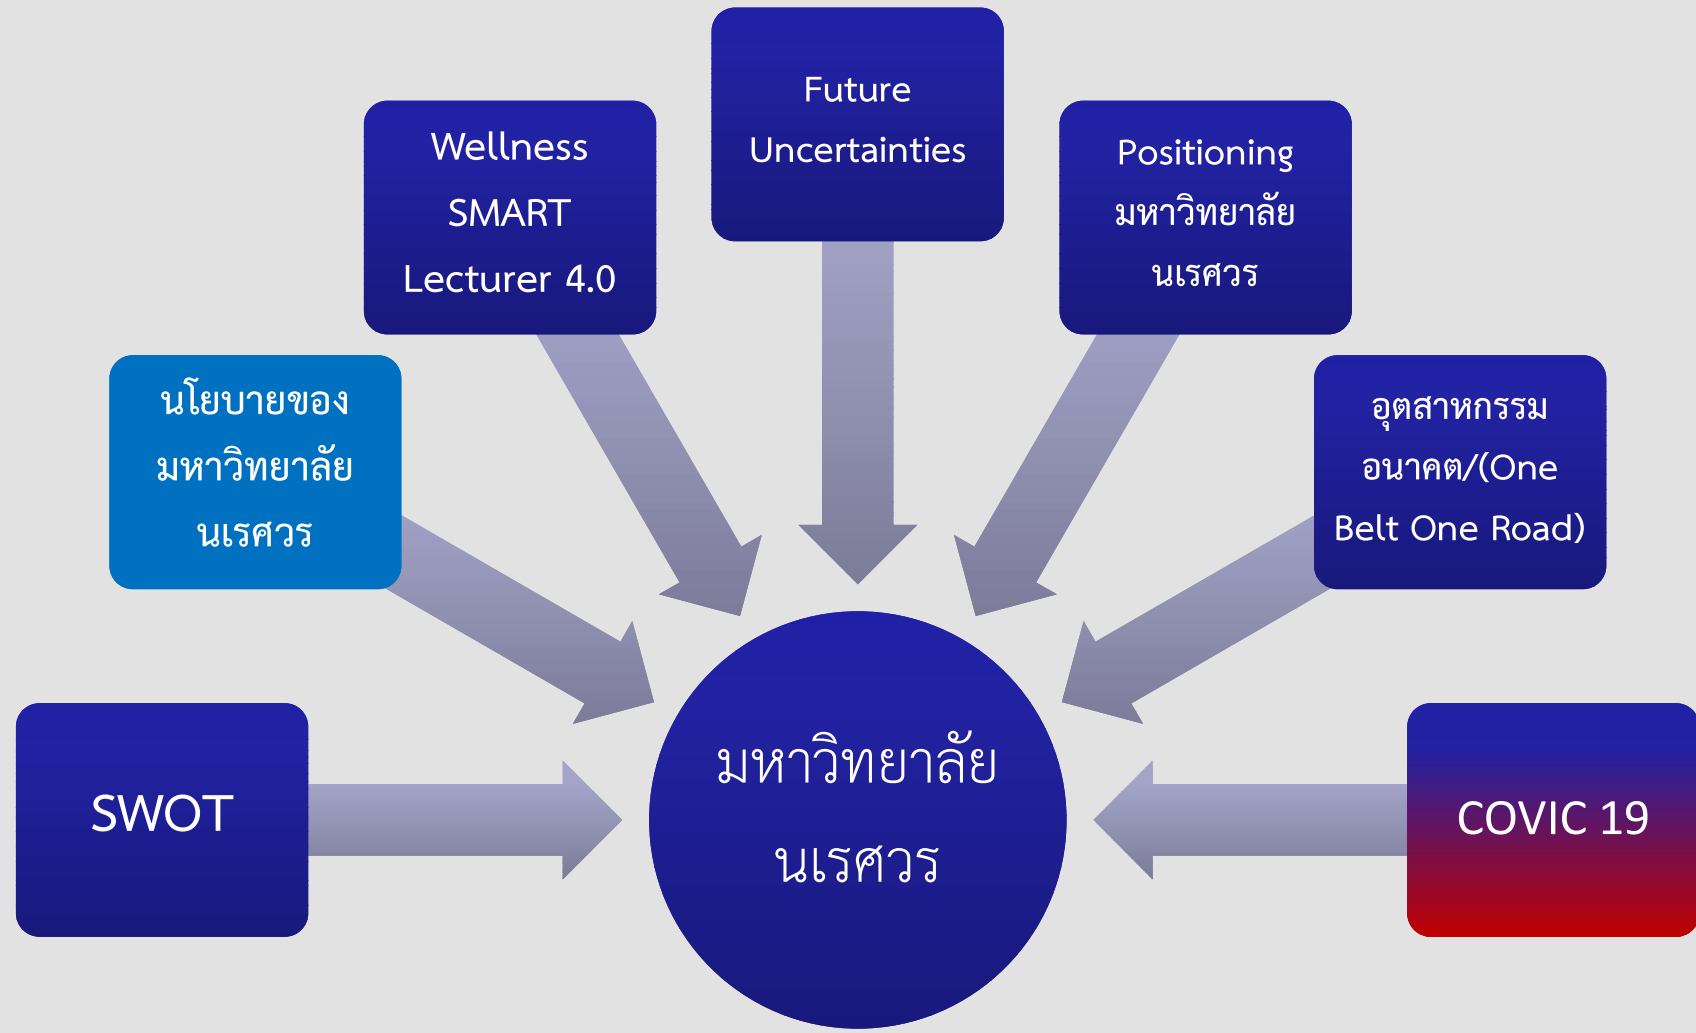 Future
Uncertainties
Wellness
SMART
Lecturer 4.0
Positioning
มหาวิทยาลัย
นเรศวร
นโยบายของ
มหาวิทยาลัย
นเรศวร
อุตสาหกรรม
อนาคต/(One
Belt One Road)
SWOT
มหาวิทยาลัย
นเรศวร
COVIC 19